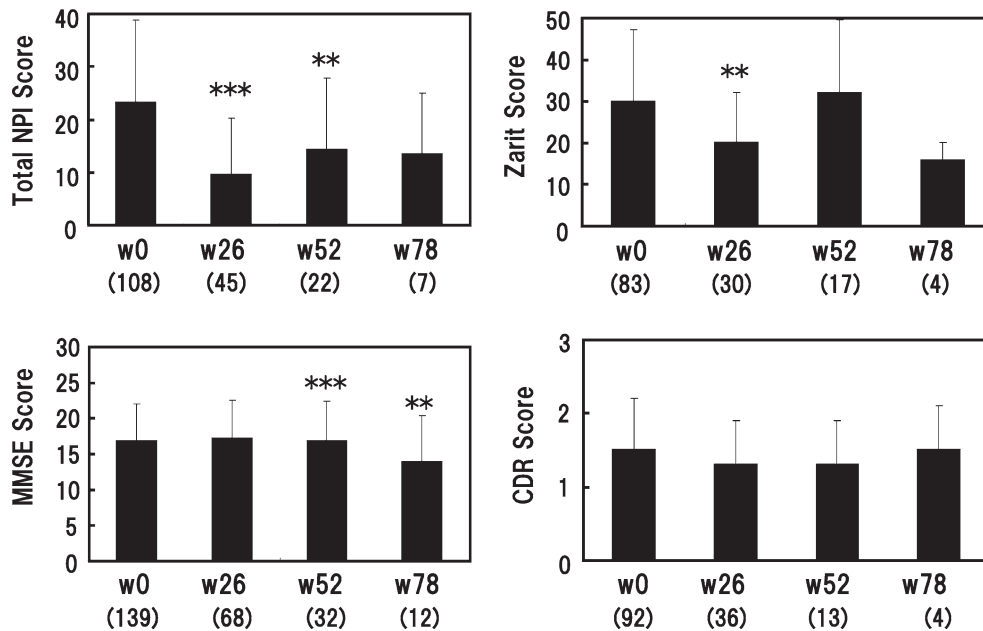 Total NPI Score
40
30
20
10
0
***
**
w0 w26 w52 w78
(108) (45) (22) (7)
Zarit Score
50
40
30
20
10
0
**
w0 w26 w52 w78
(83) (30) (17) (4)
MMSE Score
30
25
20
15
10
5
0
***
**
w0 w26 w52 w78
(139) (68) (32) (12)
CDR Score
3
2
1
0
w0 w26 w52 w78
(92) (36) (13) (4)